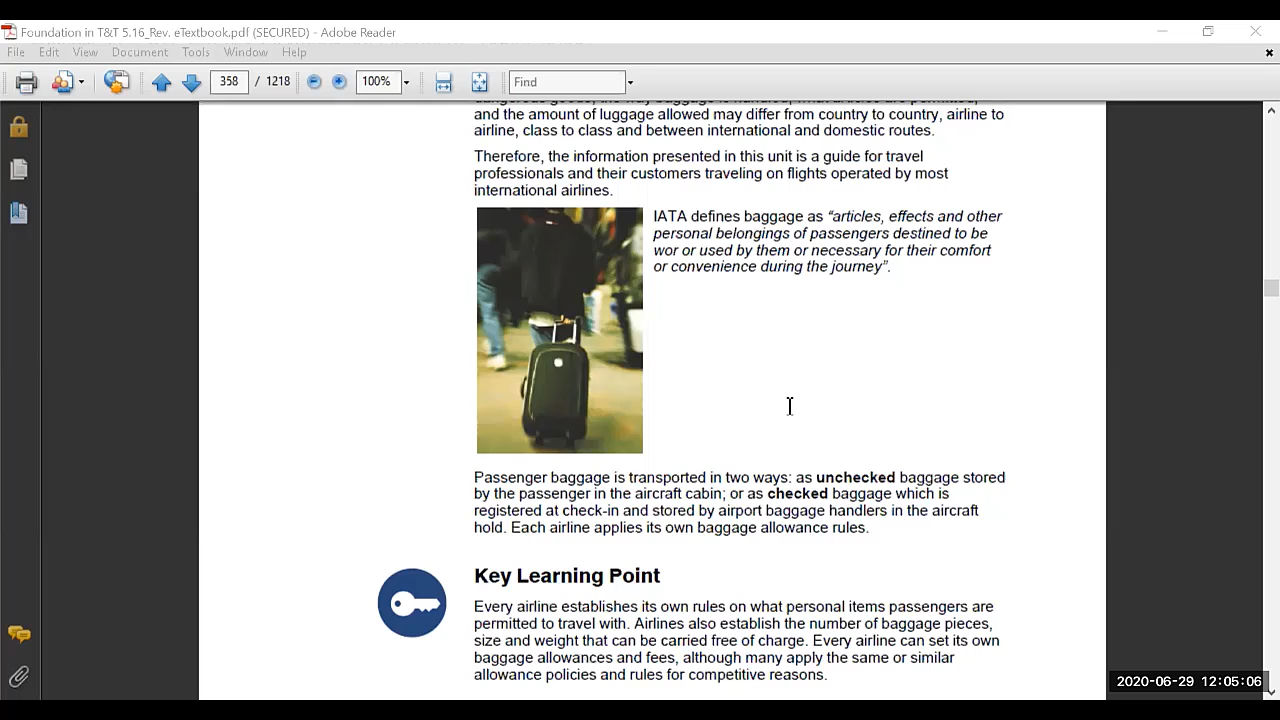 Foundation in T&T 5.16_Rev. eTextbook.pdf (SECURED) - Adobe Reader
File Edit View Document Tools Window Help
358 / 1218 100% Find
dangerous goods, the way baggage is handled, what articles are permitted,
and the amount of luggage allowed may differ from country to country, airline to
airline, class to class and between international and domestic routes.
Therefore, the information presented in this unit is a guide for travel
professionals and their customers traveling on flights operated by most
international airlines.
IATA defines baggage as “articles, effects and other
personal belongings of passengers destined to be
wor or used by them or necessary for their comfort
or convenience during the journey”.
Passenger baggage is transported in two ways: as unchecked baggage stored
by the passenger in the aircraft cabin; or as checked baggage which is
registered at check-in and stored by airport baggage handlers in the aircraft
hold. Each airline applies its own baggage allowance rules.
Key Learning Point
Every airline establishes its own rules on what personal items passengers are
permitted to travel with. Airlines also establish the number of baggage pieces,
size and weight that can be carried free of charge. Every airline can set its own
baggage allowances and fees, although many apply the same or similar
allowance policies and rules for competitive reasons.
2020-06-29 12:05:06